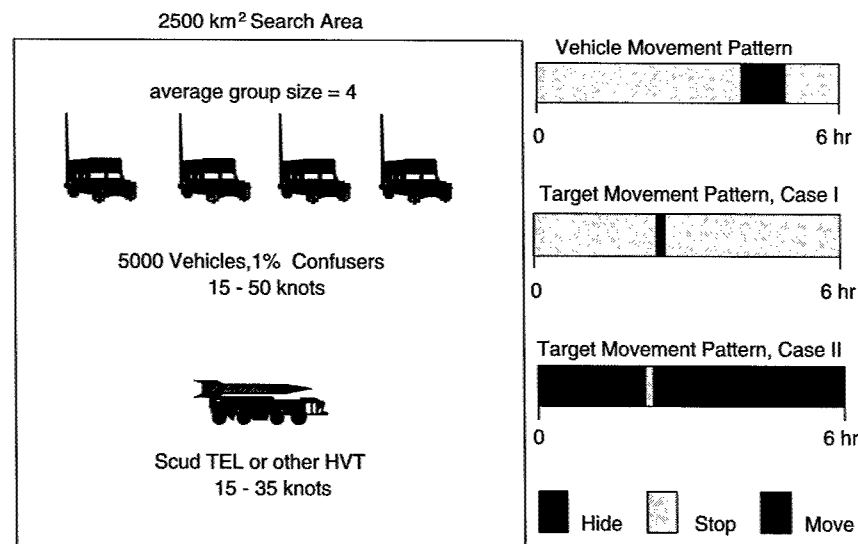 2500 km² Search Area
average group size = 4
5000 Vehicles,1% Confusers
15 - 50 knots
Scud TEL or other HVT
15 - 35 knots
Vehicle Movement Pattern
0 6 hr
Target Movement Pattern, Case I
0 6 hr
Target Movement Pattern, Case II
0 6 hr
Hide Stop Move